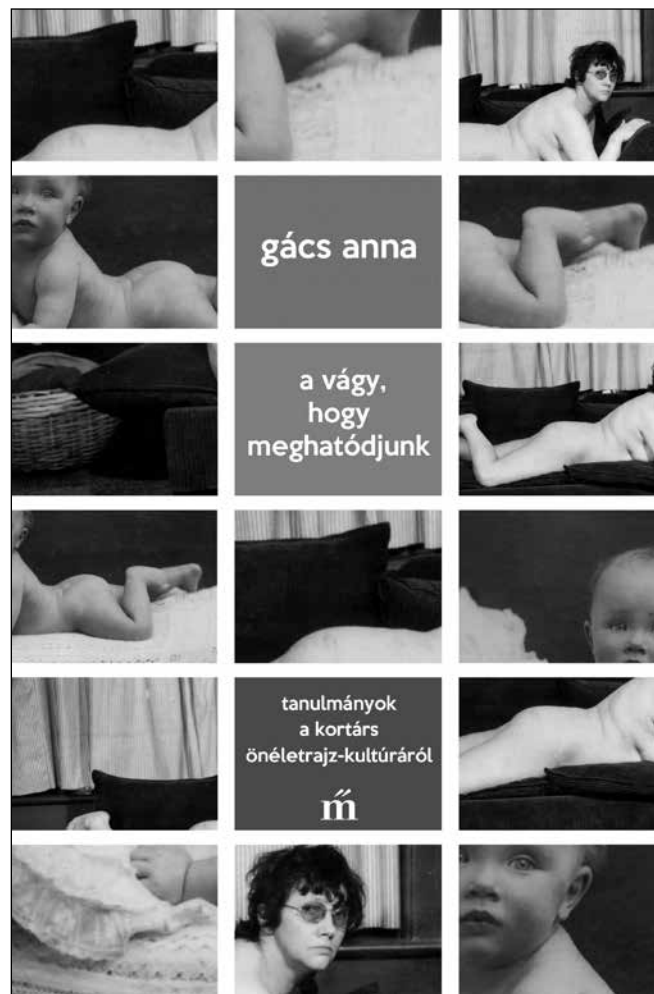 gács anna
a vágy,
hogy
meghatódjunk
tanulmányok
a kortárs
önéletrajz-kultúráról
m̋